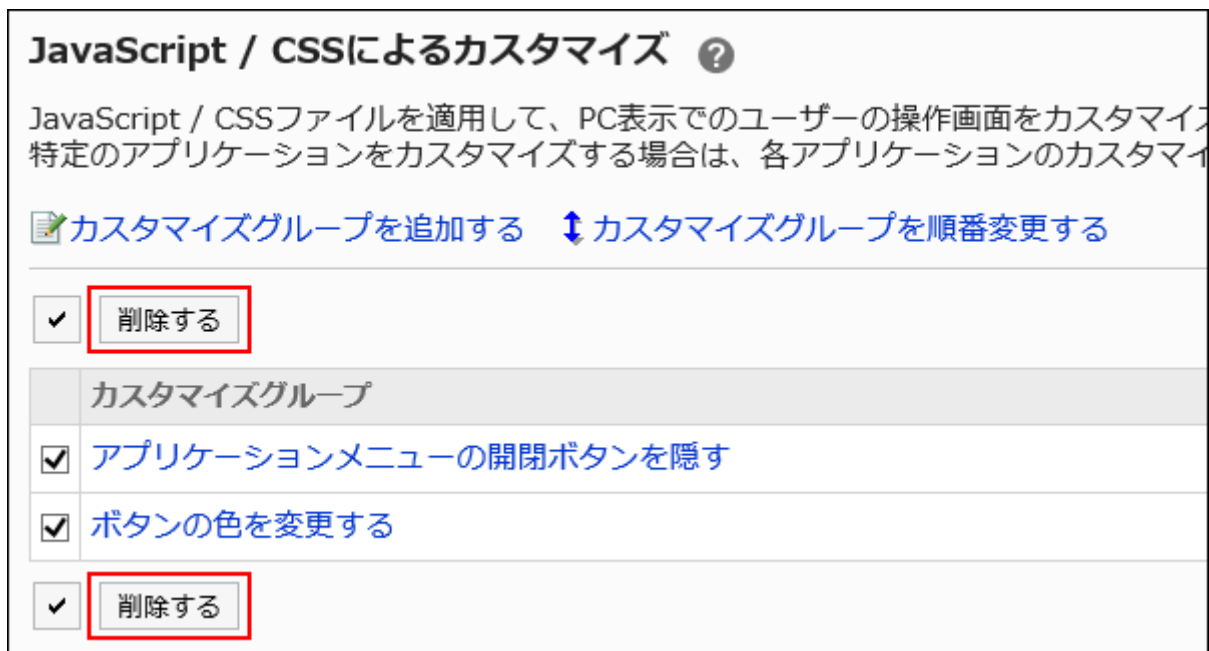 JavaScript / CSSによるカスタマイズ ?
JavaScript / CSSファイルを適用して、PC表示でのユーザーの操作画面をカスタマイズ
特定のアプリケーションをカスタマイズする場合は、各アプリケーションのカスタマイ
カスタマイズグループを追加する カスタマイズグループを順番変更する
削除する
カスタマイズグループ
アプリケーションメニューの開閉ボタンを隠す
ボタンの色を変更する
削除する